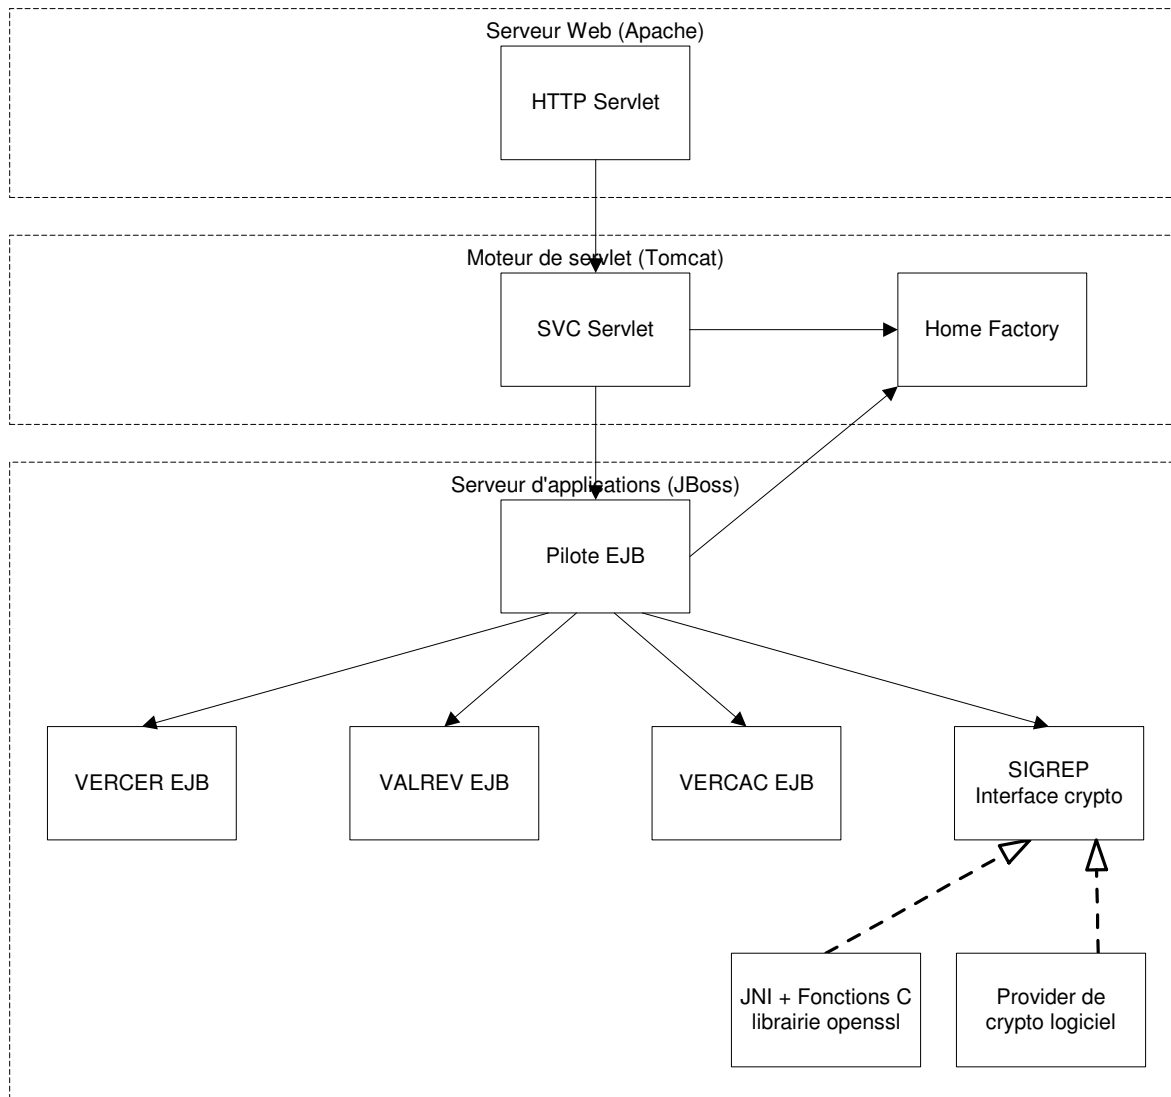 Serveur Web (Apache)
HTTP Servlet
Moteur de servlet (Tomcat)
SVC Servlet
Home Factory
Serveur d'applications (JBoss)
Pilote EJB
VERCER EJB
VALREV EJB
VERCAC EJB
SIGREP
Interface crypto
JNI + Fonctions C
librairie openssl
Provider de
crypto logiciel